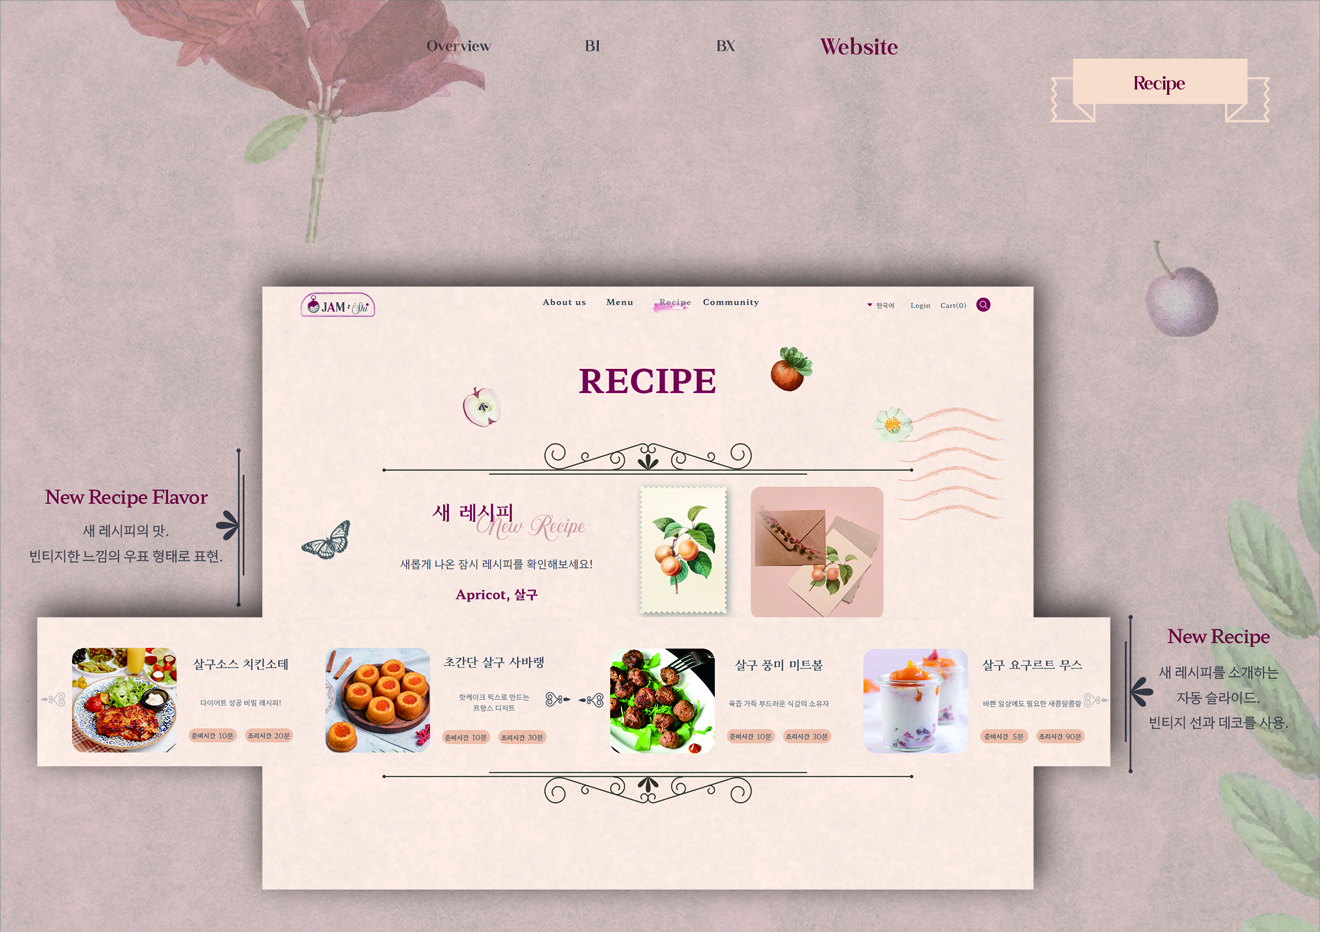 Overview
BI
BX
Website
Recipe
JAM : Shi
About us
Menu
Recipe
Community
한국어
Login
Cart(0)
RECIPE
새 레시피
New Recipe
새롭게 나온 잠시 레시피를 확인해보세요!
Apricot, 살구
New Recipe Flavor
새 레시피의 맛.
빈티지한 느낌의 우표 형태로 표현.
살구소스 치킨소테
다이어트 성공 비밀 레시피!
준비시간 10분
조리시간 20분
초간단 살구 사바랭
핫케이크 믹스로 만드는
프랑스 디저트
준비시간 10분
조리시간 30분
살구 풍미 미트볼
육즙 가득 부드러운 식감의 소유자
준비시간 10분
조리시간 30분
살구 요구르트 무스
바쁜 일상에도 필요한 새콤달콤함
준비시간 5분
조리시간 90분
New Recipe
새 레시피를 소개하는
자동 슬라이드.
빈티지 선과 데코를 사용.